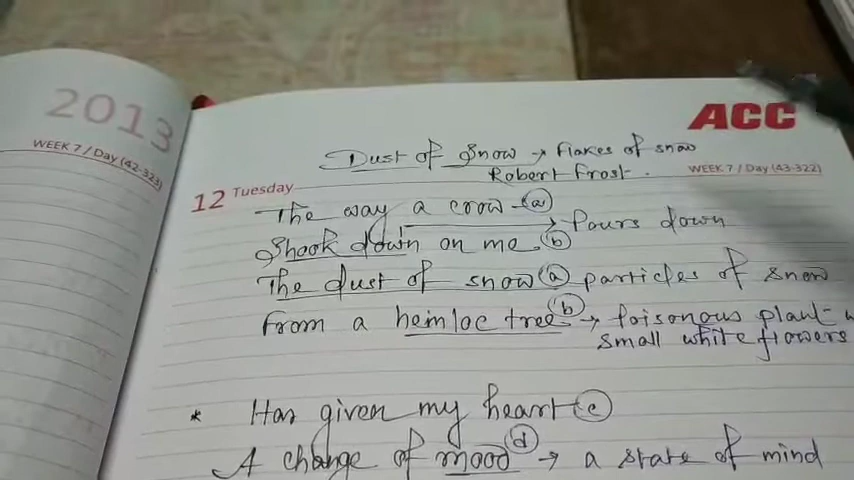 2013
WEEK 7 / Day (42-323)
ACC
Dust of Snow → Flakes of snow
Robert Frost.
WEEK 7 / Day (43-322)
12 Tuesday
The way a crow (a)
Shook down on me. (b) → Pours down
The dust of snow (a) particles of snow
From a hemloc tree (b) → Poisonous plant w
small white flowers
* Has given my heart (c)
A change of mood (d) → a state of mind